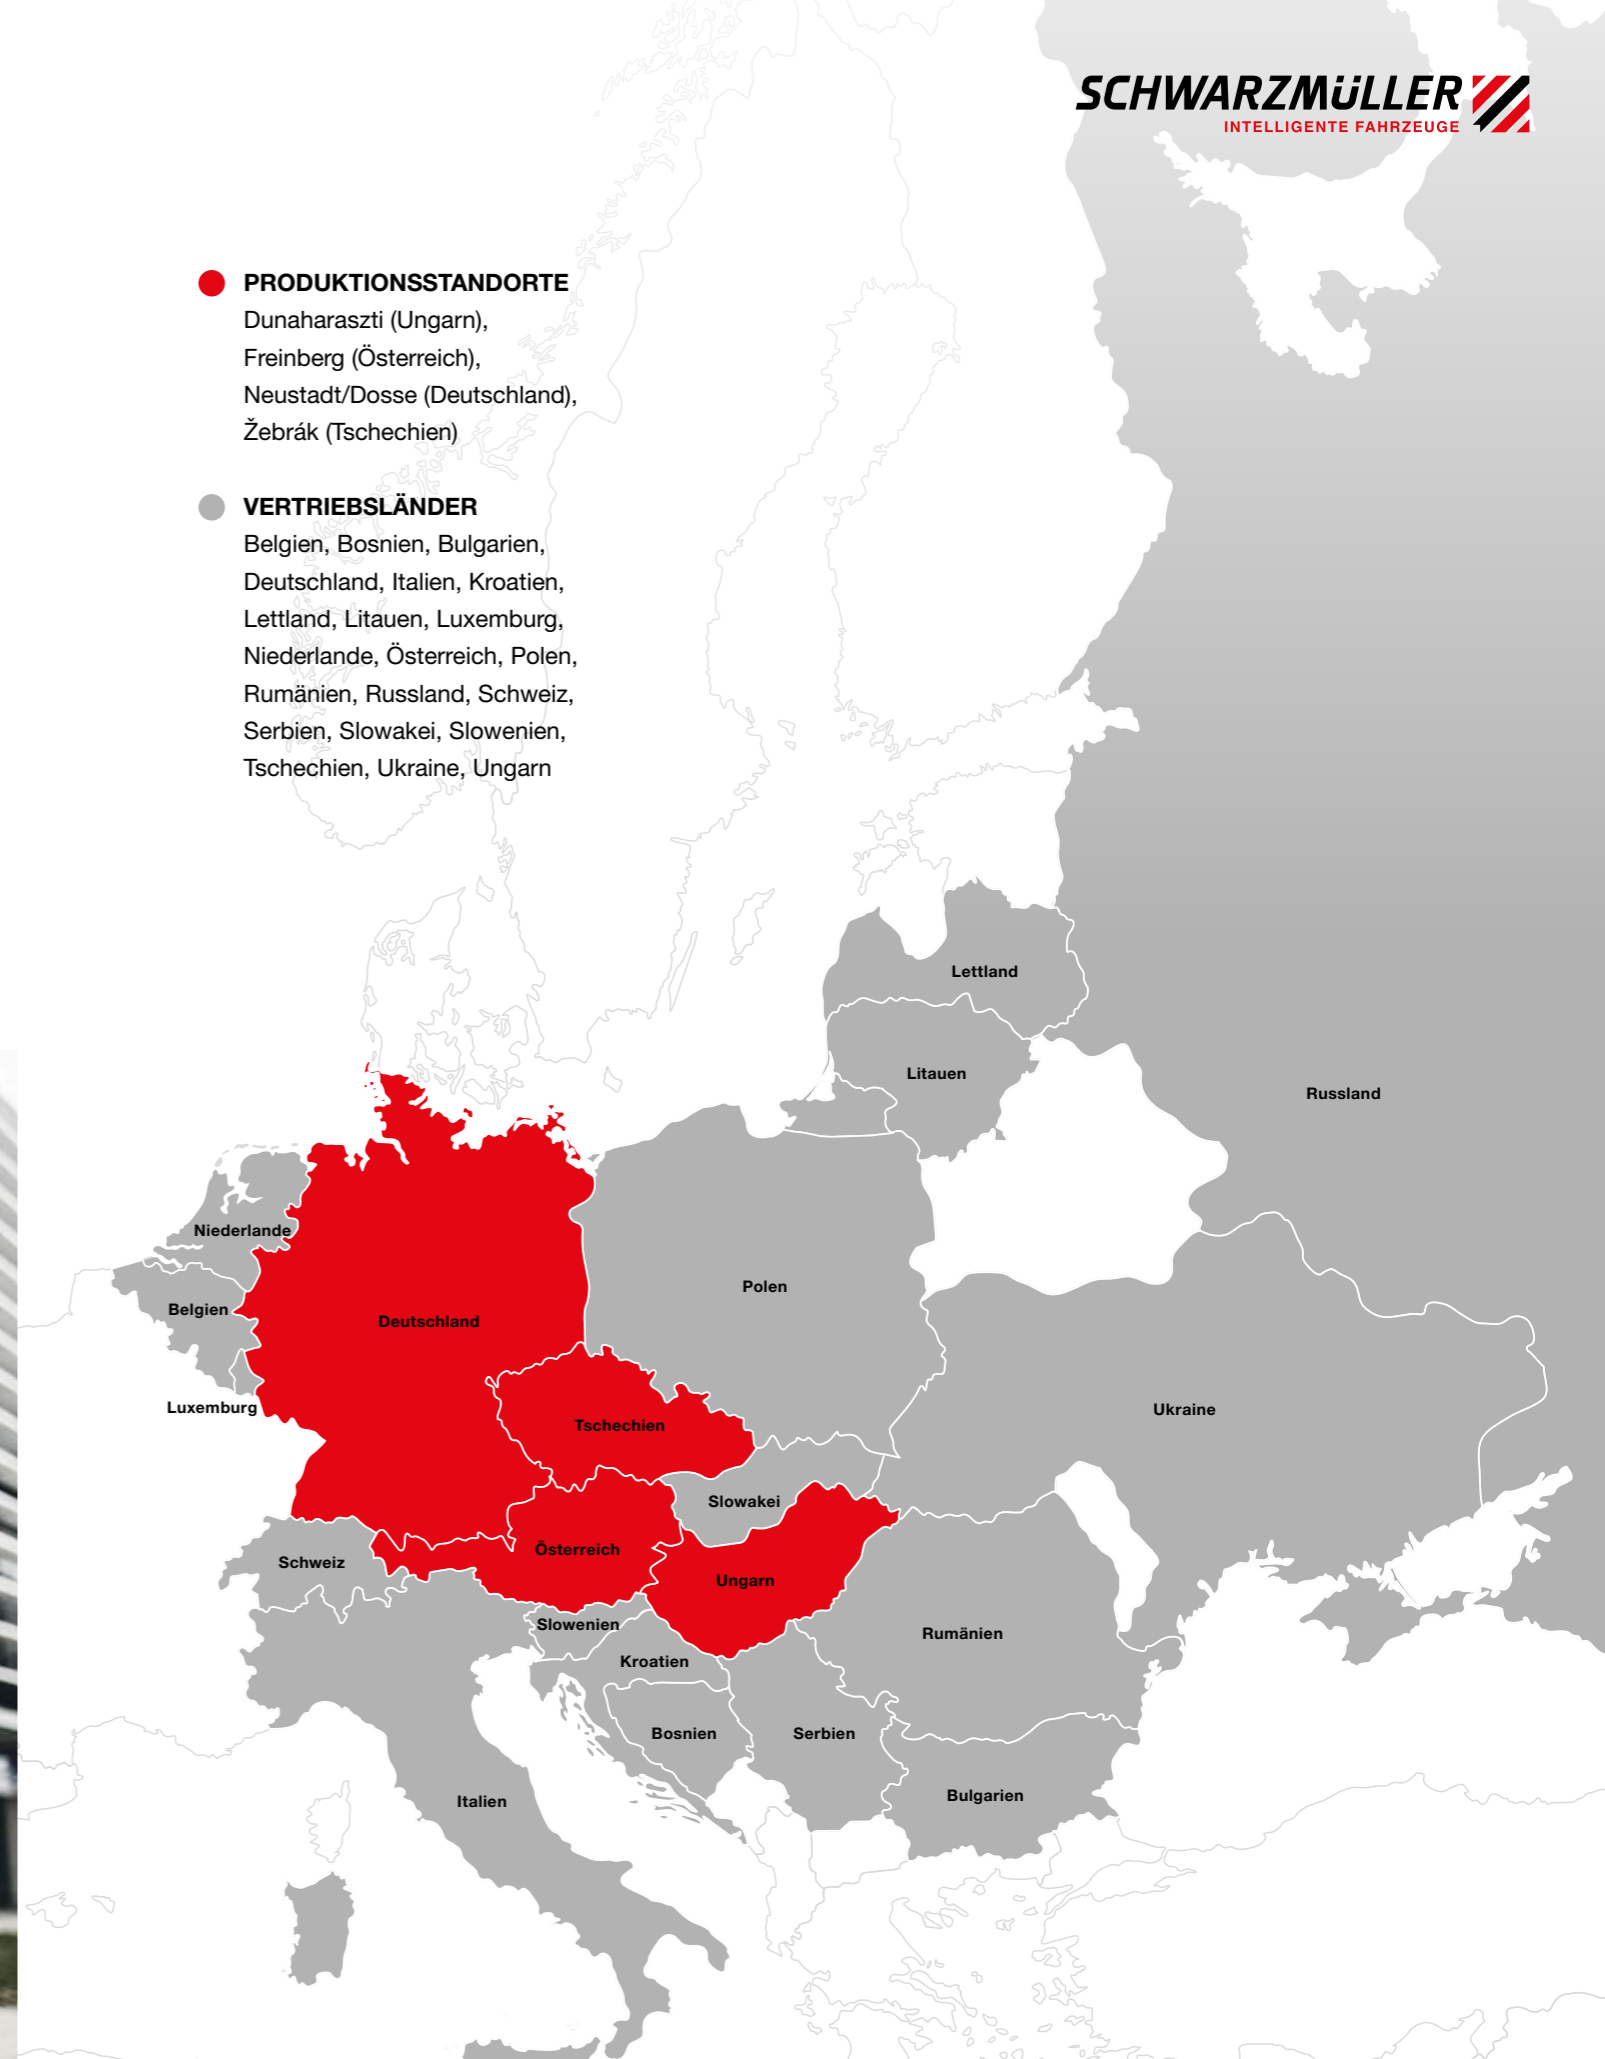 SCHWARZMÜLLER
INTELLIGENTE FAHRZEUGE
PRODUKTIONSSTANDORTE
Dunaharaszti (Ungarn),
Freinberg (Österreich),
Neustadt/Dosse (Deutschland),
Žebrák (Tschechien)
VERTRIEBSLÄNDER
Belgien, Bosnien, Bulgarien,
Deutschland, Italien, Kroatien,
Lettland, Litauen, Luxemburg,
Niederlande, Österreich, Polen,
Rumänien, Russland, Schweiz,
Serbien, Slowakei, Slowenien,
Tschechien, Ukraine, Ungarn
Lettland
Litauen
Russland
Niederlande
Polen
Belgien
Deutschland
Luxemburg
Ukraine
Tschechien
Slowakei
Österreich
Schweiz
Ungarn
Slowenien
Rumänien
Kroatien
Bosnien
Serbien
Bulgarien
Italien